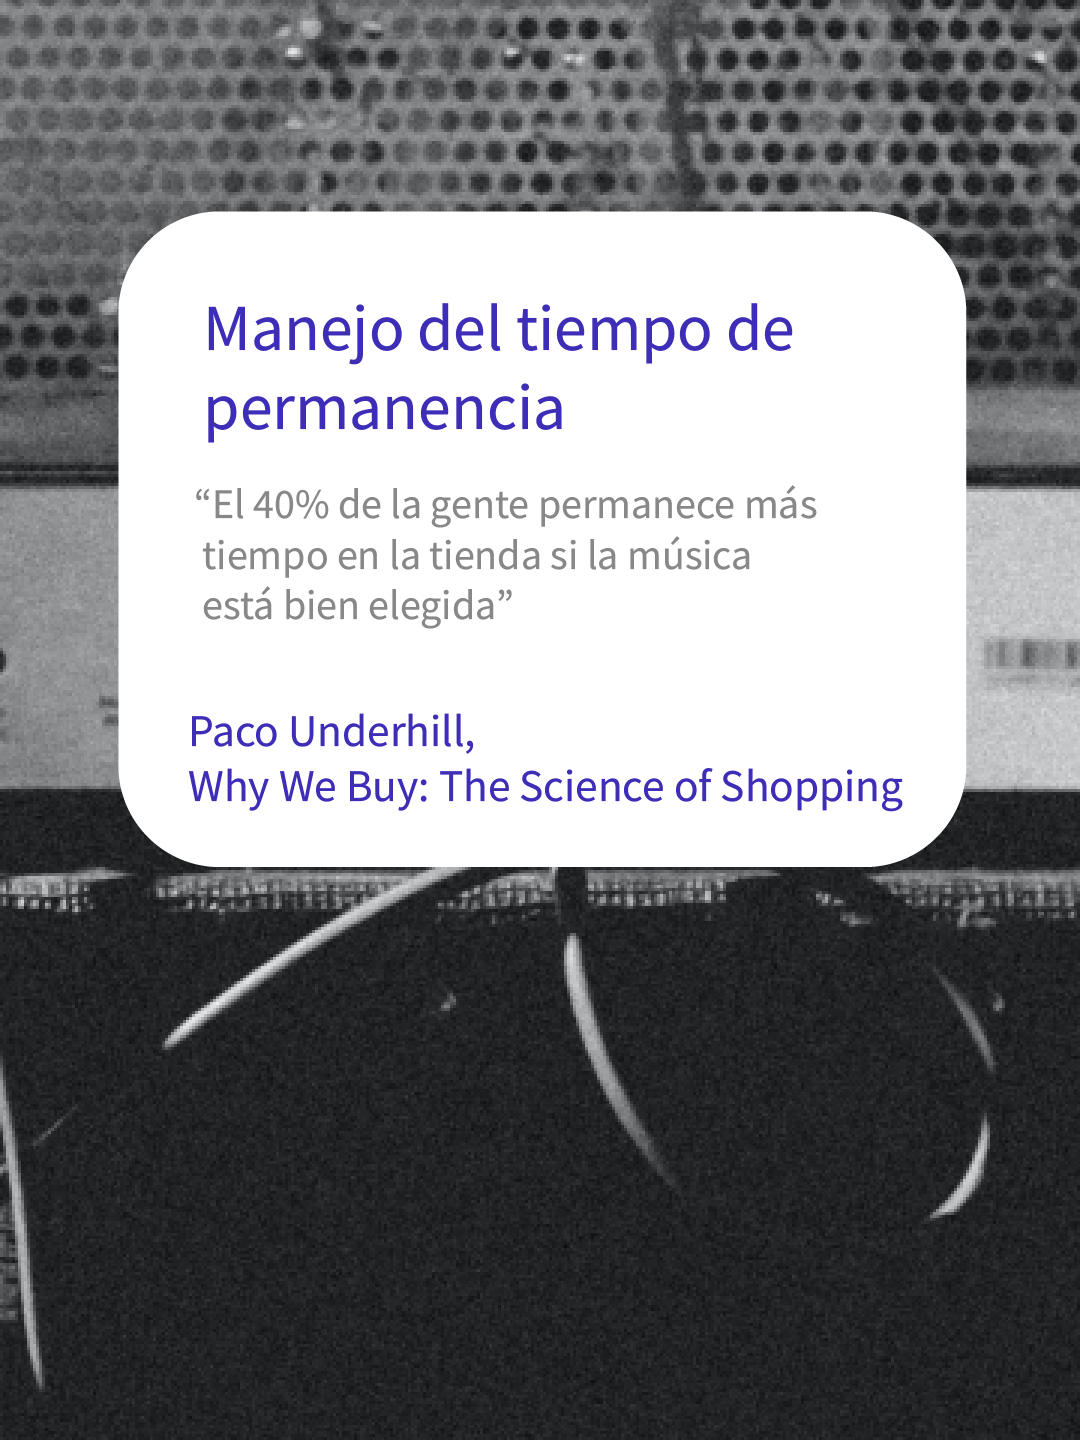 Manejo del tiempo de
permanencia
“El 40% de la gente permanece más
tiempo en la tienda si la música
está bien elegida”
Paco Underhill,
Why We Buy: The Science of Shopping